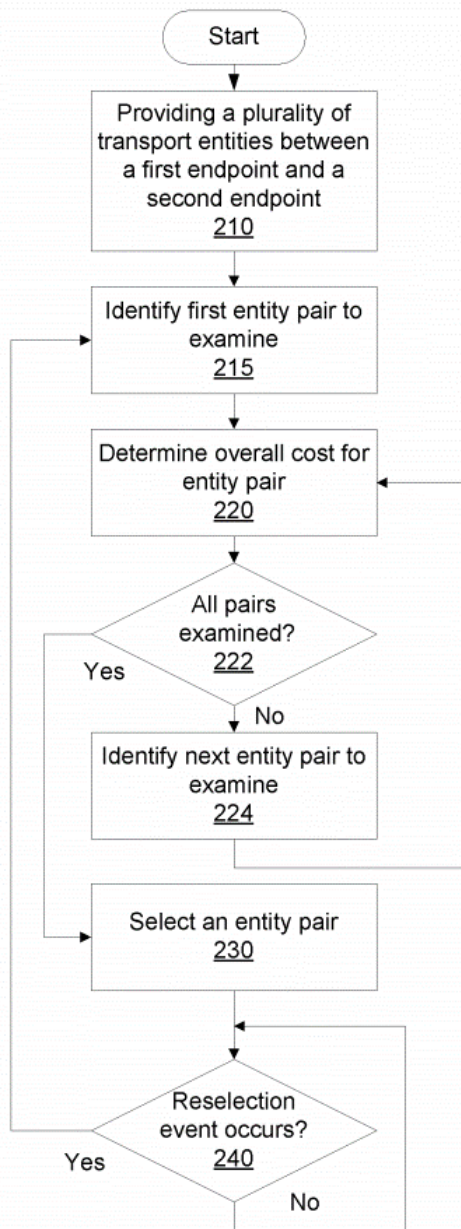 Start
Providing a plurality of
transport entities between
a first endpoint and a
second endpoint
210
Identify first entity pair to
examine
215
Determine overall cost for
entity pair
220
All pairs
examined?
222
Yes
No
Identify next entity pair to
examine
224
Select an entity pair
230
Reselection
event occurs?
240
Yes
No